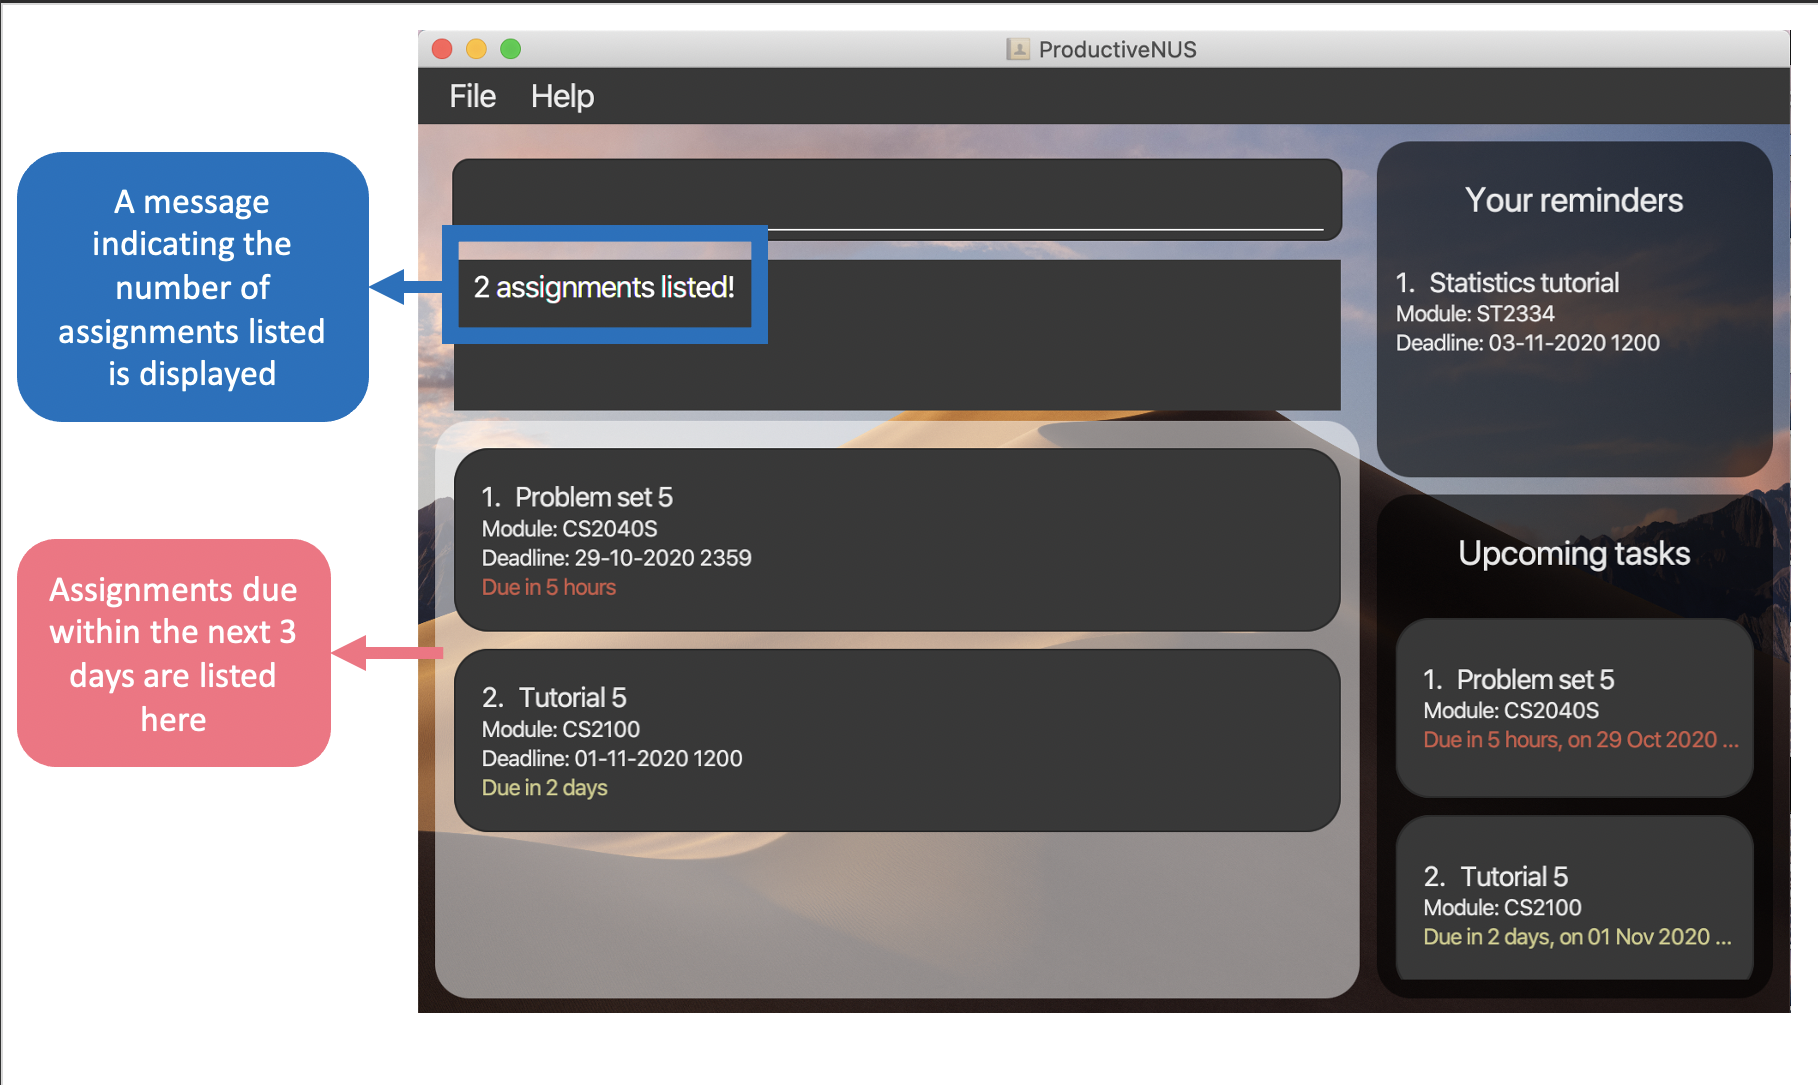 ProductiveNUS
File Help
A message
indicating the
number of
assignments listed
is displayed
2 assignments listed!
Assignments due
within the next 3
days are listed
here
1. Problem set 5
Module: CS2040S
Deadline: 29-10-2020 2359
Due in 5 hours
2. Tutorial 5
Module: CS2100
Deadline: 01-11-2020 1200
Due in 2 days
Your reminders
1. Statistics tutorial
Module: ST2334
Deadline: 03-11-2020 1200
Upcoming tasks
1. Problem set 5
Module: CS2040S
Due in 5 hours, on 29 Oct 2020 ...
2. Tutorial 5
Module: CS2100
Due in 2 days, on 01 Nov 2020 ...